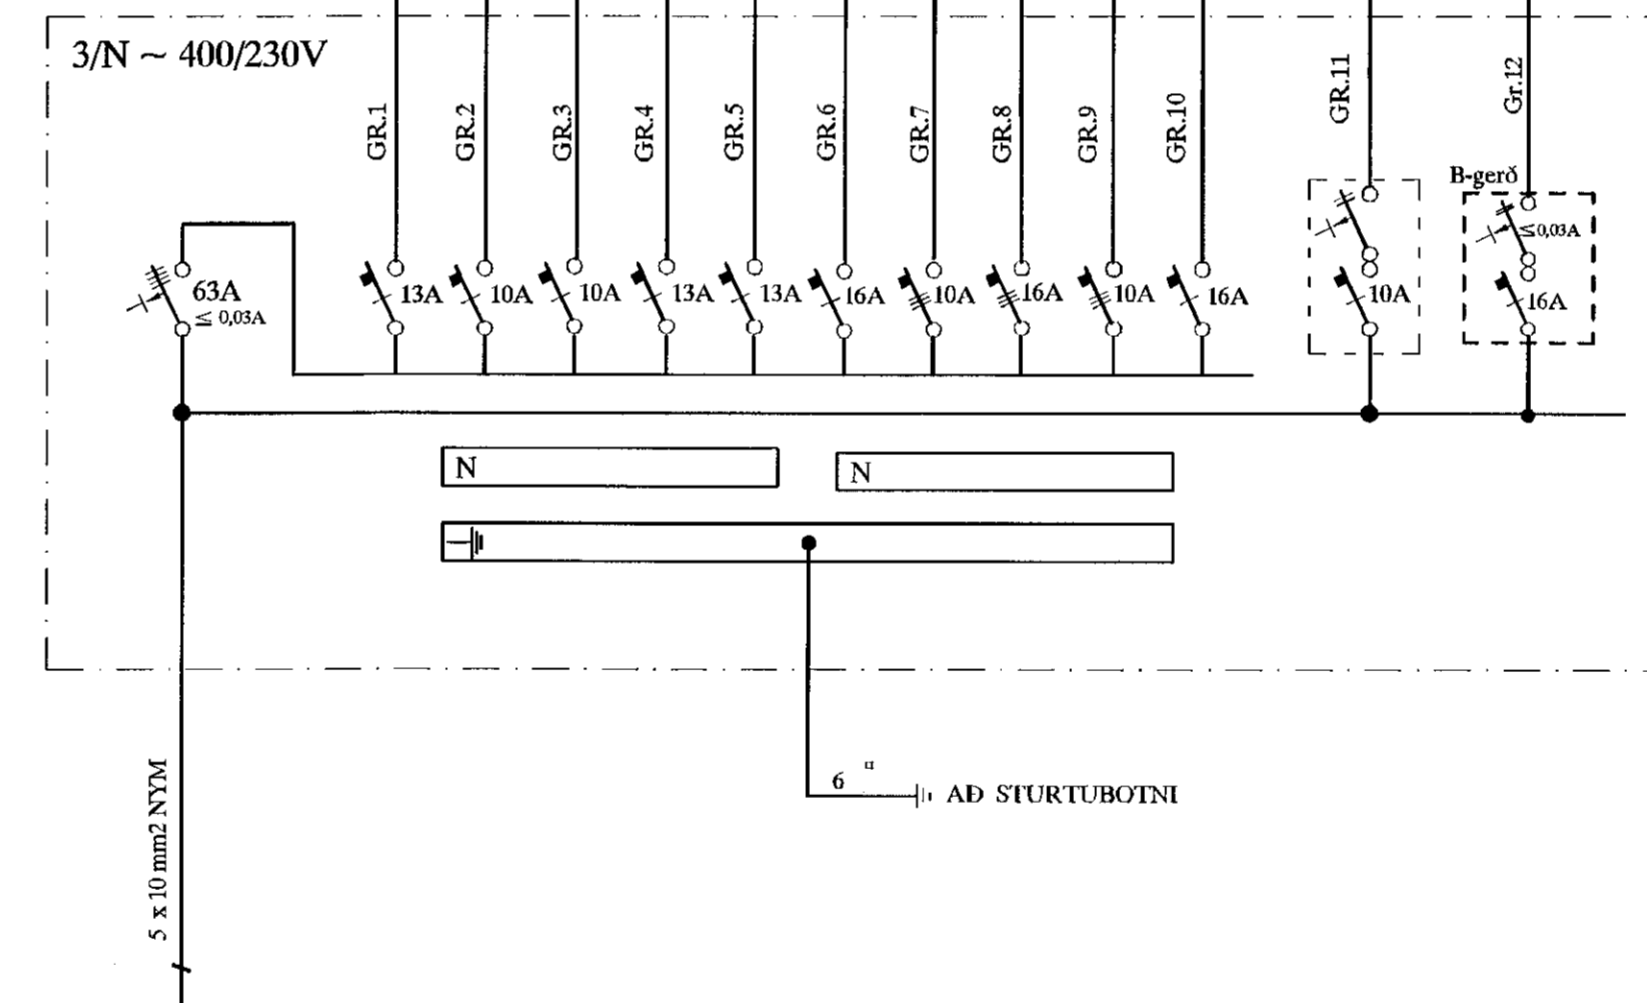 3/N ~ 400/230V
GR.1
GR.2
GR.3
GR.4
GR.5
GR.6
GR.7
GR.8
GR.9
GR.10
GR.11
Gr.12
B-gerð
≤0,03A
63A
≤ 0,03A
13A
10A
10A
13A
13A
16A
10A
16A
10A
16A
10A
16A
N
N
6 ¤
AÐ STURTUBOTNI
5 x 10 mm2 NYM